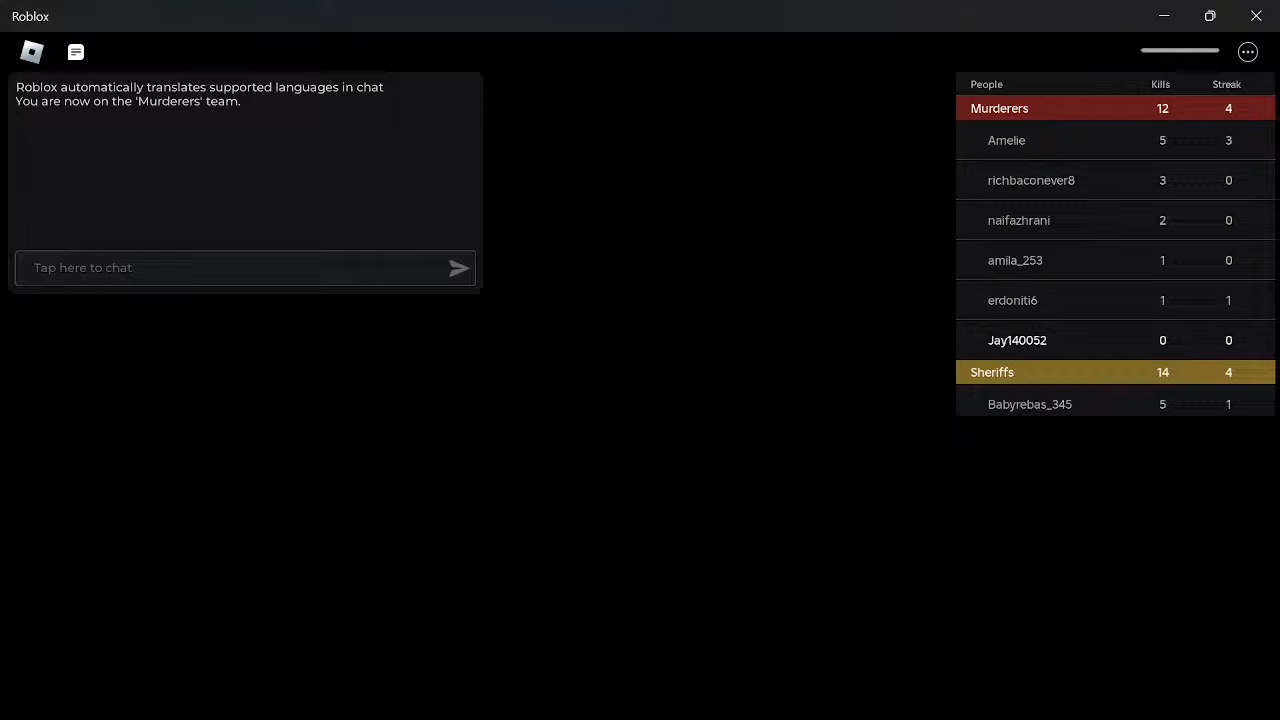 Roblox
Roblox automatically translates supported languages in chat
You are now on the 'Murderers' team.
Tap here to chat
People Kills Streak
Murderers 12 4
Amelie 5 3
richbaconever8 3 0
naifazhrani 2 0
amila_253 1 0
erdoniti6 1 1
Jay140052 0 0
Sheriffs 14 4
Babyrebas_345 5 1